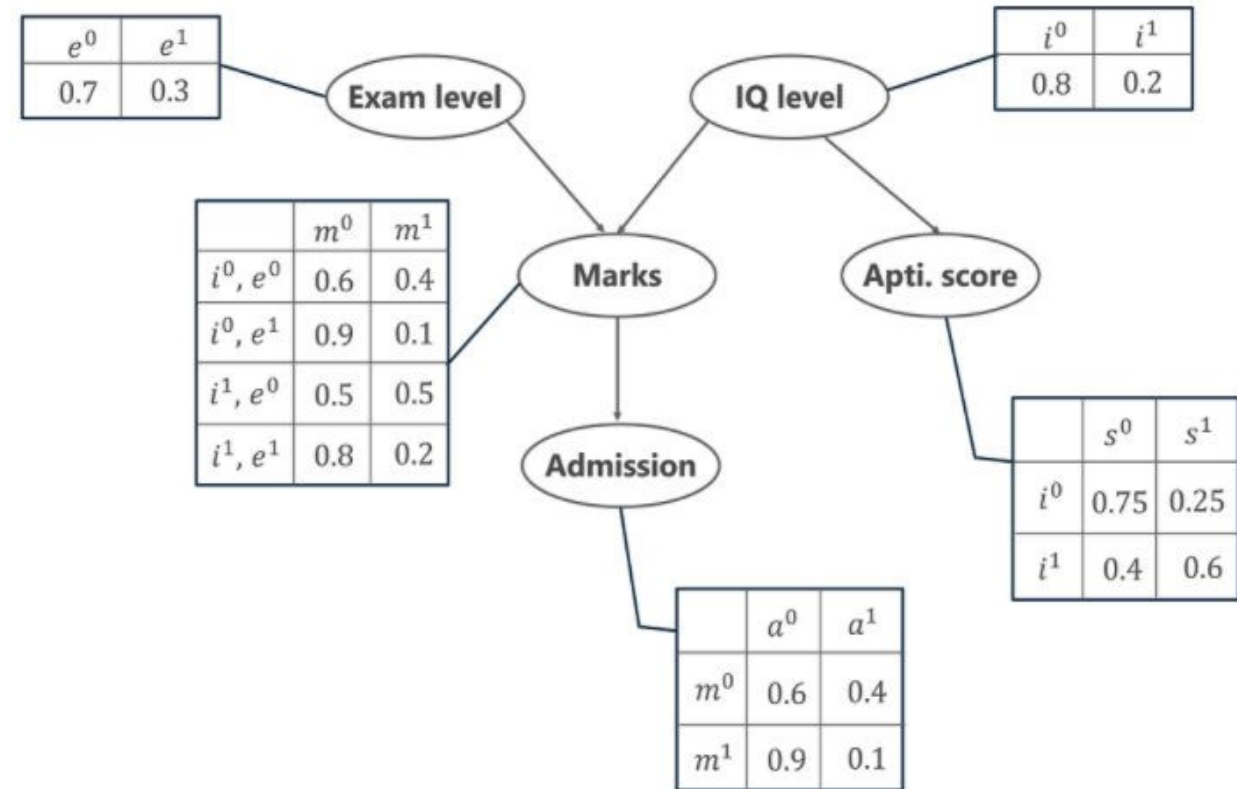 e⁰ e¹
0.7 0.3
Exam level
IQ level
i⁰ i¹
0.8 0.2
m⁰ m¹
i⁰, e⁰ 0.6 0.4
i⁰, e¹ 0.9 0.1
i¹, e⁰ 0.5 0.5
i¹, e¹ 0.8 0.2
Marks
Apti. score
Admission
s⁰ s¹
i⁰ 0.75 0.25
i¹ 0.4 0.6
a⁰ a¹
m⁰ 0.6 0.4
m¹ 0.9 0.1